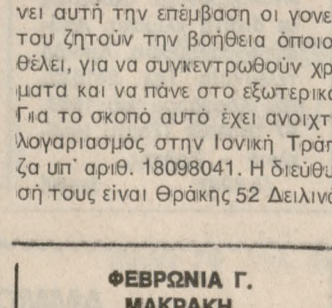 νει αυτή την επέμβαση οι γονε
του ζητούν την βοήθεια όποιο
θέλει, για να συγκεντρωθούν χρ
ματα και να πάνε στο εξωτερικό
Για το σκοπό αυτό έχει ανοιχτ
λογαριασμός στην Ιονική Τράπ
ζα υπ' αριθ. 18098041. Η διεύθυ
σή τους είναι Θράκης 52 Δειλινό
ΦΕΒΡΩΝΙΑ Γ.
ΜΑΚΡΑΚΗ